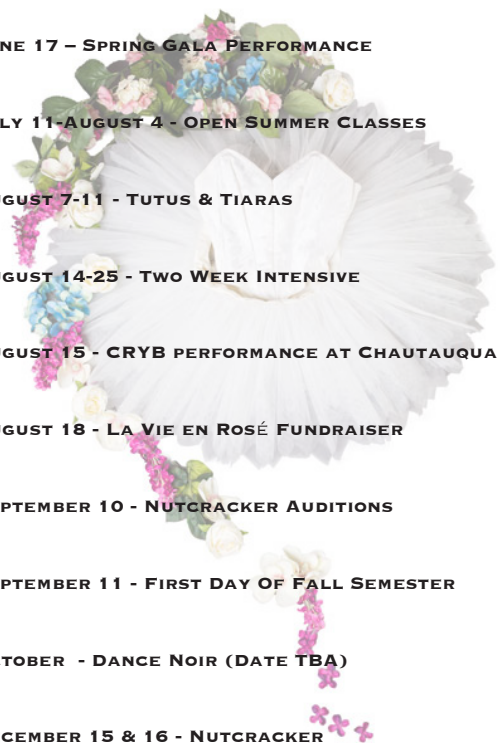 NE 17 – Spring Gala Performance
LY 11-August 4 - Open Summer Classes
GUST 7-11 - Tutus & Tiaras
GUST 14-25 - Two Week Intensive
GUST 15 - CRYB performance at Chautauqua
GUST 18 - La Vie en Rosé Fundraiser
PTEMBER 10 - Nutcracker Auditions
PTEMBER 11 - First Day Of Fall Semester
TOBER - Dance Noir (Date TBA)
CEMBER 15 & 16 - Nutcracker